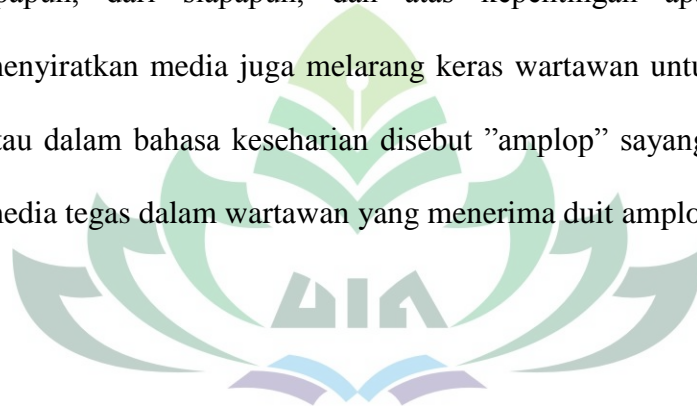 dari siapapun, dan atas kepentingan
menyiratkan media juga melarang keras wartawan
dalam bahasa keseharian disebut ”amplop”
media tegas dalam wartawan yang menerima duit
UIN